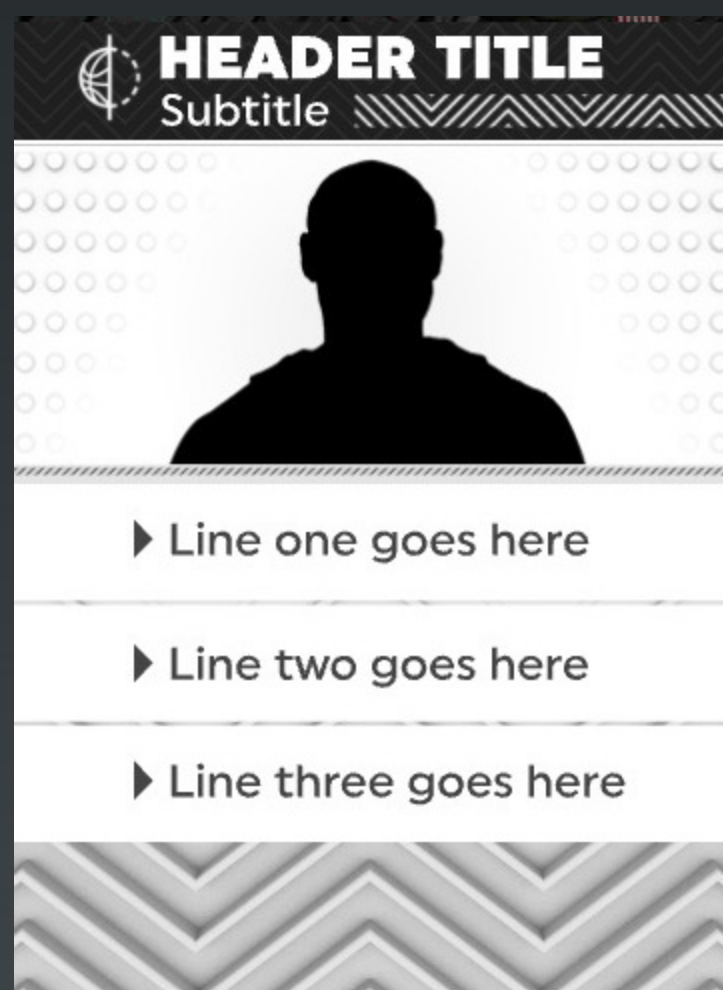 HEADER TITLE
Subtitle
Line one goes here
Line two goes here
Line three goes here